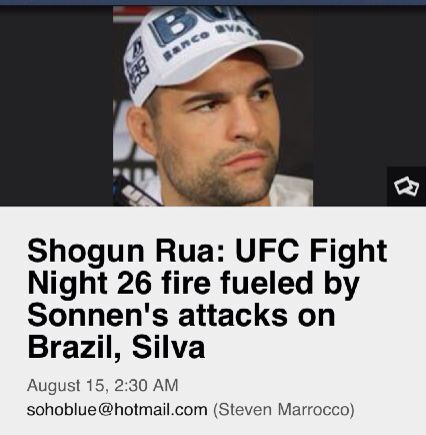 BVA
Banco BVA
Shogun Rua: UFC Fight
Night 26 fire fueled by
Sonnen's attacks on
Brazil, Silva
August 15, 2:30 AM
sohoblue@hotmail.com (Steven Marrocco)